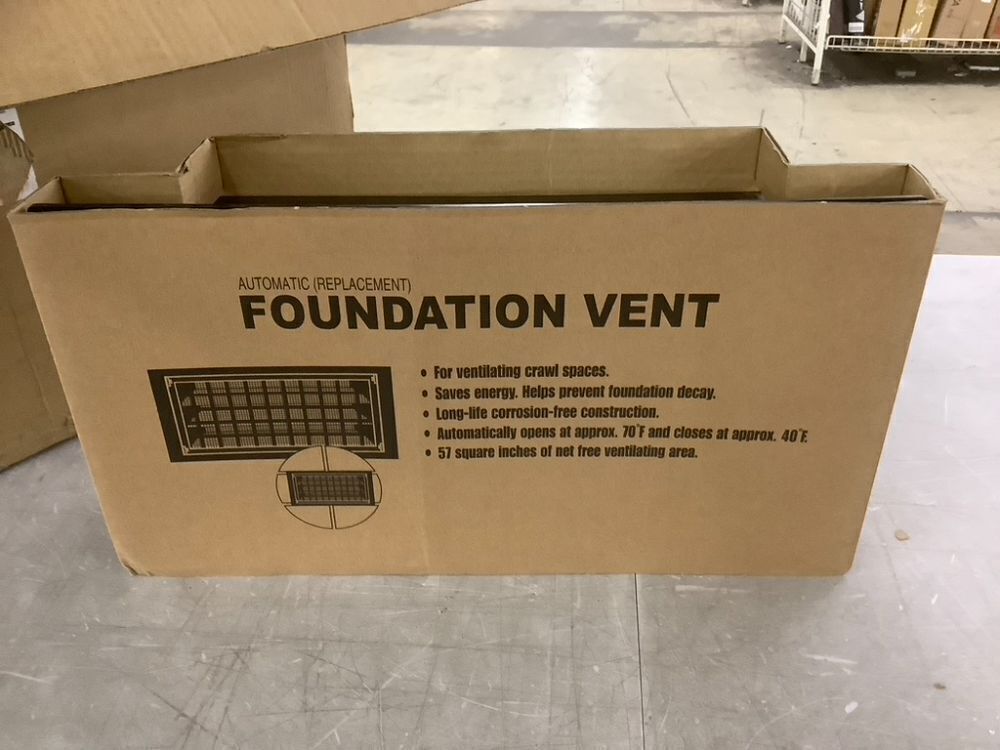 AUTOMATIC (REPLACEMENT)
FOUNDATION VENT
• For ventilating crawl spaces.
• Saves energy. Helps prevent foundation decay.
• Long-life corrosion-free construction.
• Automatically opens at approx. 70°F and closes at approx. 40°F.
• 57 square inches of net free ventilating area.